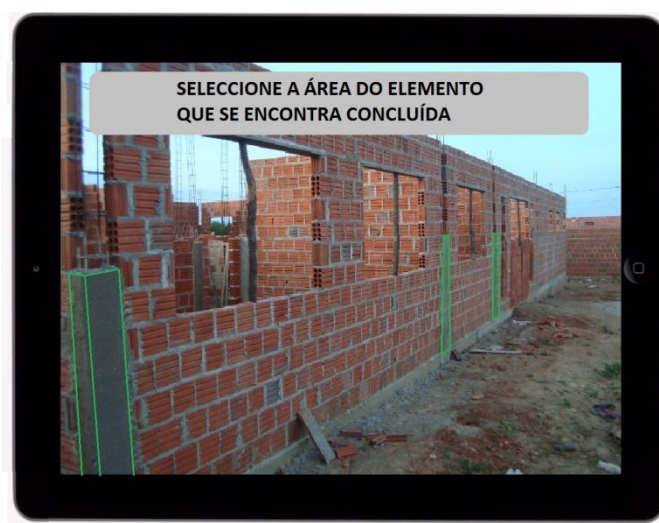 SELECCIONE A ÁREA DO ELEMENTO
QUE SE ENCONTRA CONCLUÍDA